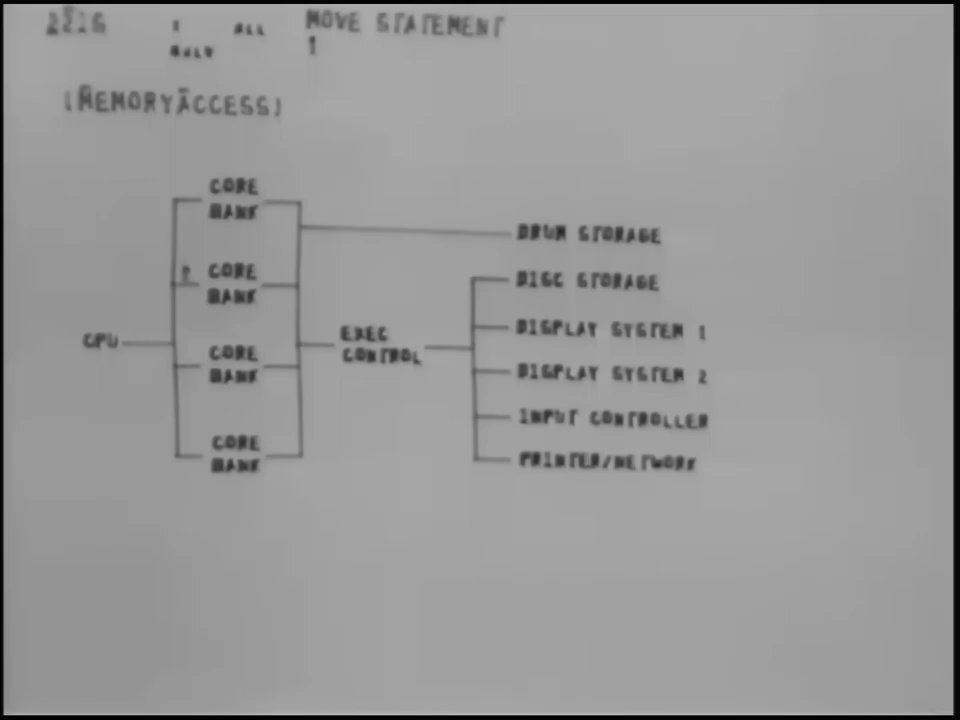 MOVE STATEMENT
(MEMORY ACCESS)
CORE
BANK
DRUM STORAGE
? CORE
BANK
DISC STORAGE
DISPLAY SYSTEM 1
CPU
EXEC
CONTROL
CORE
BANK
DISPLAY SYSTEM 2
INPUT CONTROLLER
CORE
BANK
PRINTER/NETWORK